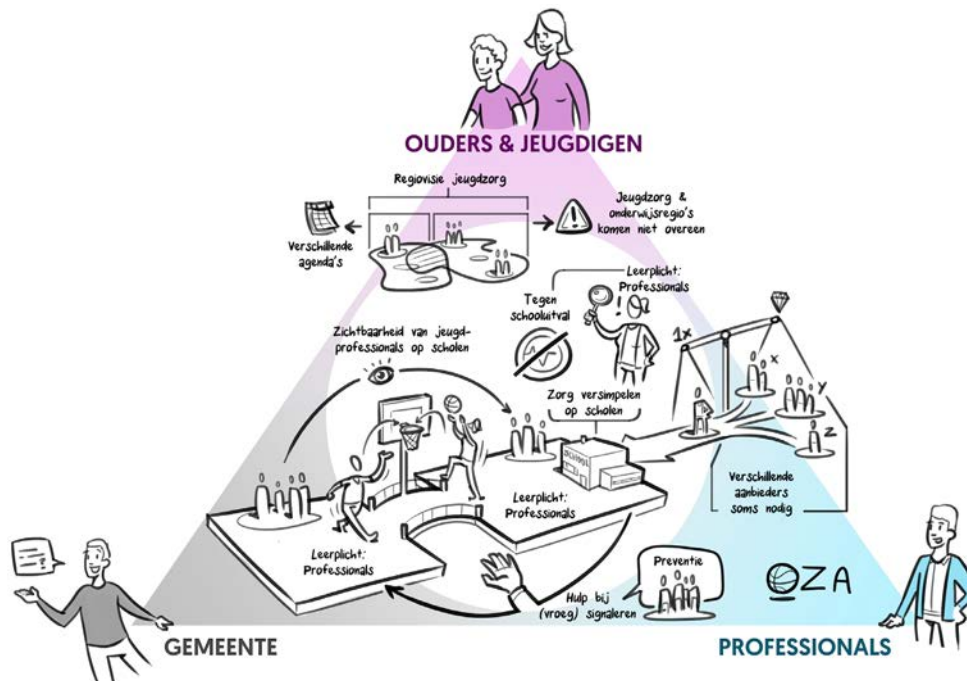 OUDERS & JEUGDIGEN
Regiovisie jeugdzorg
Verschillende
agenda's
Jeugdzorg &
onderwijsregio's
komen niet overeen
Leerplicht:
Professionals
Tegen
schooluitval
!
Zichtbaarheid van jeugd-
professionals op scholen
1x
X
Y
Z
Zorg versimpelen
op scholen
SCHOOL
Verschillende
aanbieders
soms nodig
Leerplicht:
Professionals
Leerplicht:
Professionals
Preventie
Hulp bij
(vroeg) signaleren
OZA
GEMEENTE
PROFESSIONALS